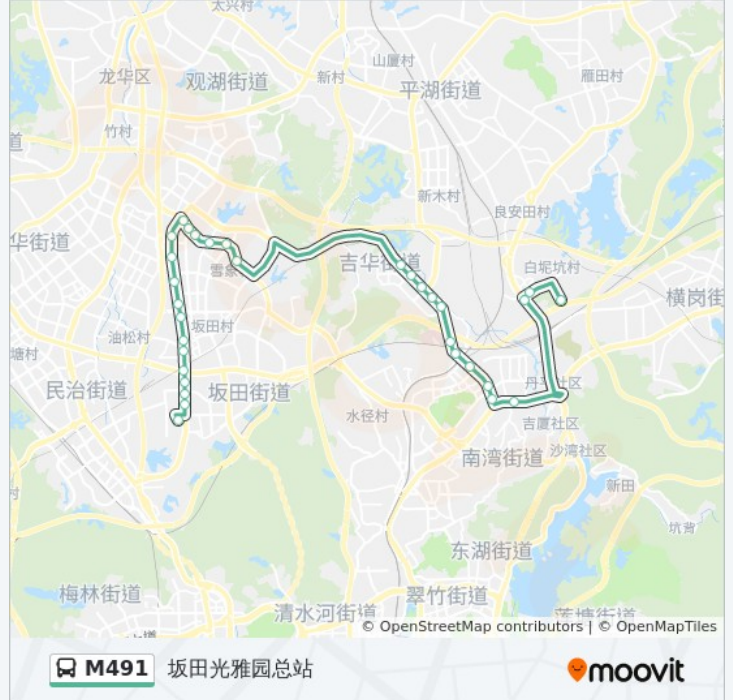 太兴村
山厦村
龙华区
观湖街道
新村
平湖街道
雁田村
竹村
道
新木村
良安田村
华街道
吉华街道
白坭坑村
雪象
横岗街
坂田村
油松村
塘村
民治街道
坂田街道
水径村
吉厦社区
南湾街道
沙湾社区
新田
村
坑背
东湖街道
梅林街道
翠竹街道
清水河街道
莲塘街道
© OpenStreetMap contributors | © OpenMapTiles
M491 坂田光雅园总站
moovit